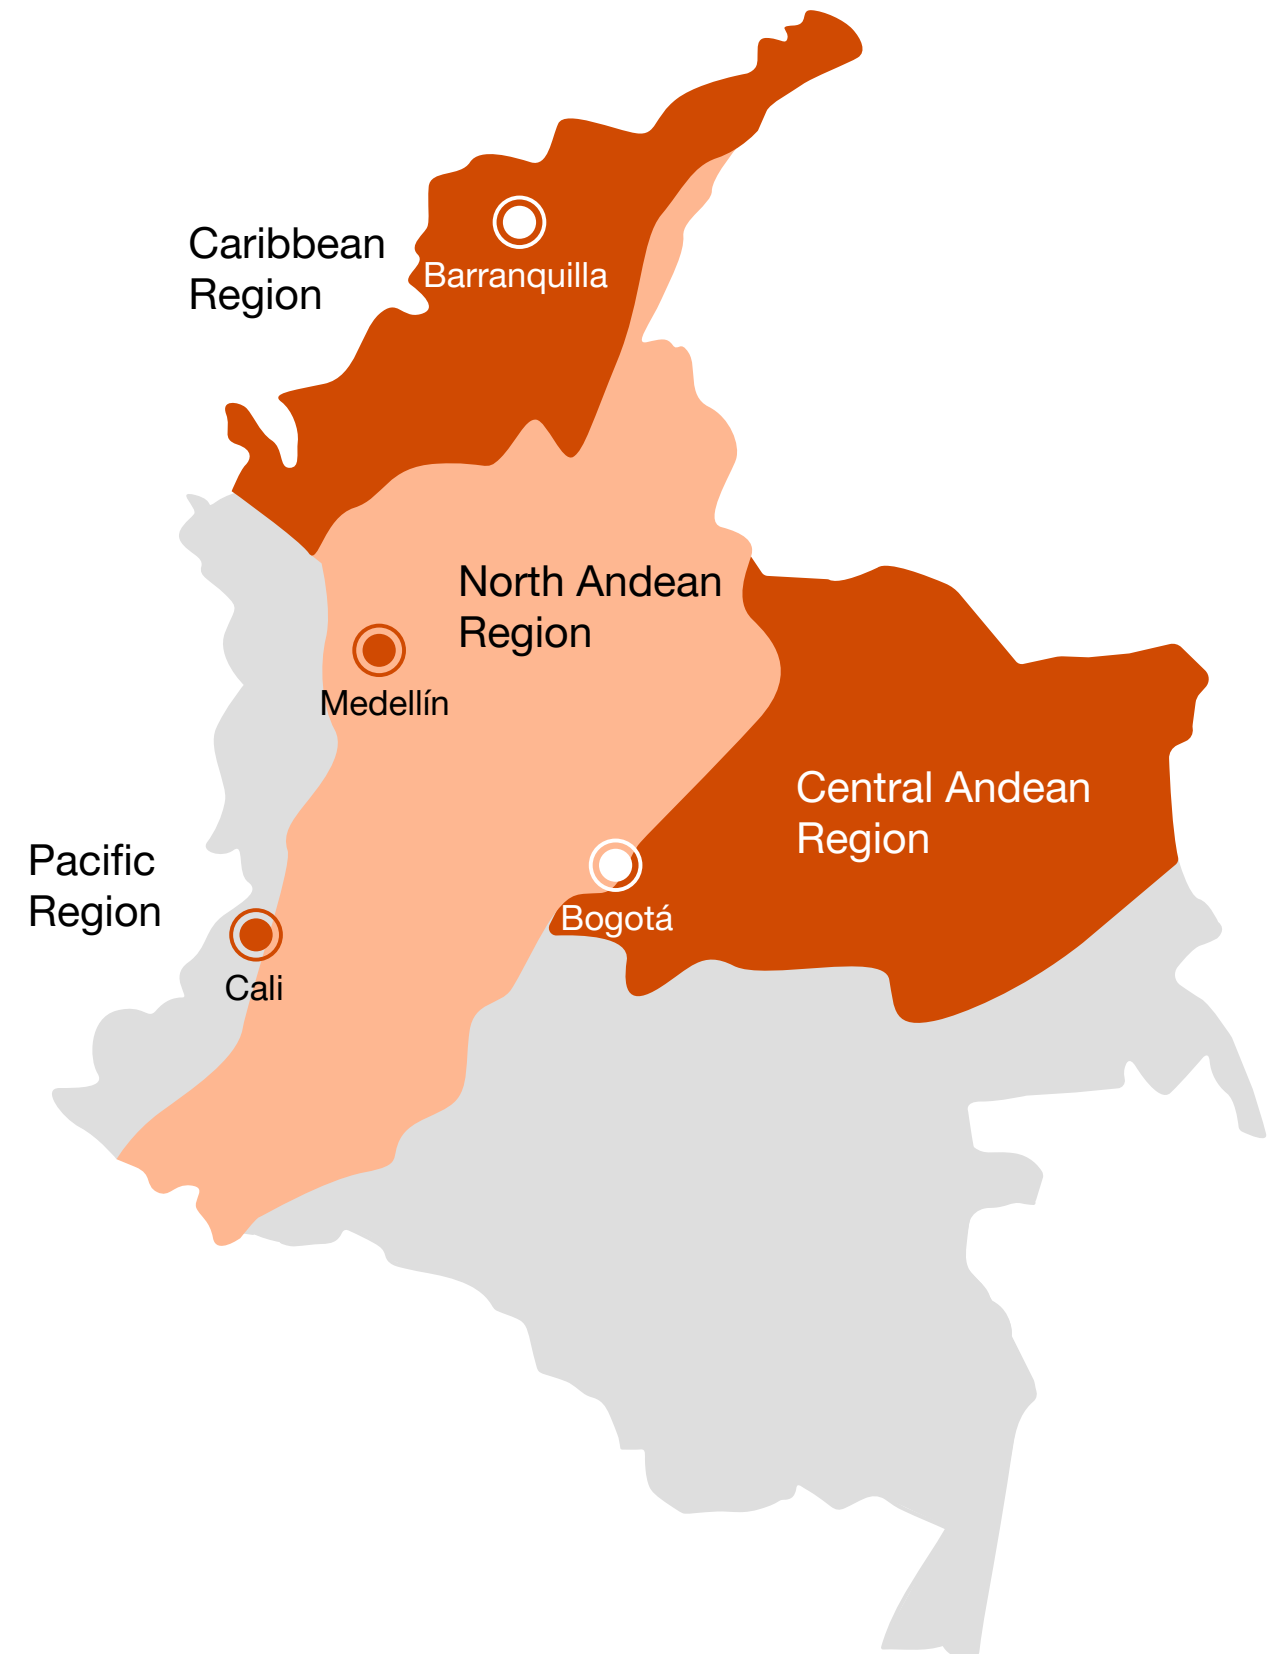 Caribbean
Region
Barranquilla
North Andean
Region
Medellín
Central Andean
Region
Pacific
Region
Bogotá
Cali